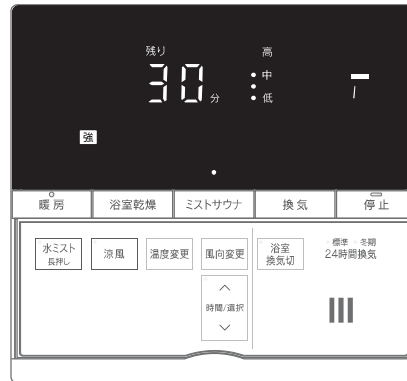 残り
高
30分
中
低
強
暖房
浴室乾燥
ミストサウナ
換気
停止
水ミスト
長押し
涼風
温度変更
風向変更
浴室
換気切
標準 冬期
24時間換気
時間/選択